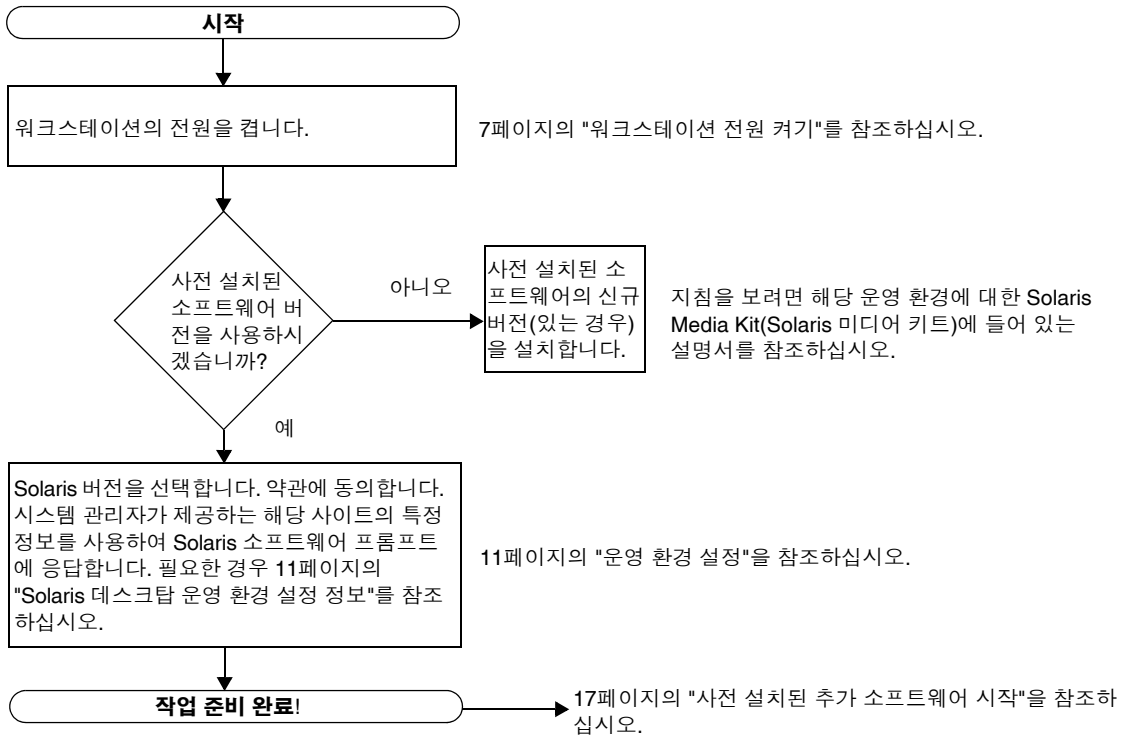 시작
워크스테이션의 전원을 켭니다.
7페이지의 "워크스테이션 전원 켜기"를 참조하십시오.
사전 설치된
소프트웨어 버
전을 사용하시
겠습니까?
아니오
사전 설치된 소
프트웨어의 신규
버전(있는 경우)
을 설치합니다.
지침을 보려면 해당 운영 환경에 대한 Solaris
Media Kit(Solaris 미디어 키트)에 들어 있는
설명서를 참조하십시오.
예
Solaris 버전을 선택합니다. 약관에 동의합니다.
시스템 관리자가 제공하는 해당 사이트의 특정
정보를 사용하여 Solaris 소프트웨어 프롬프트
에 응답합니다. 필요한 경우 11페이지의
"Solaris 데스크탑 운영 환경 설정 정보"를 참조
하십시오.
11페이지의 "운영 환경 설정"을 참조하십시오.
작업 준비 완료!
17페이지의 "사전 설치된 추가 소프트웨어 시작"을 참조하
십시오.